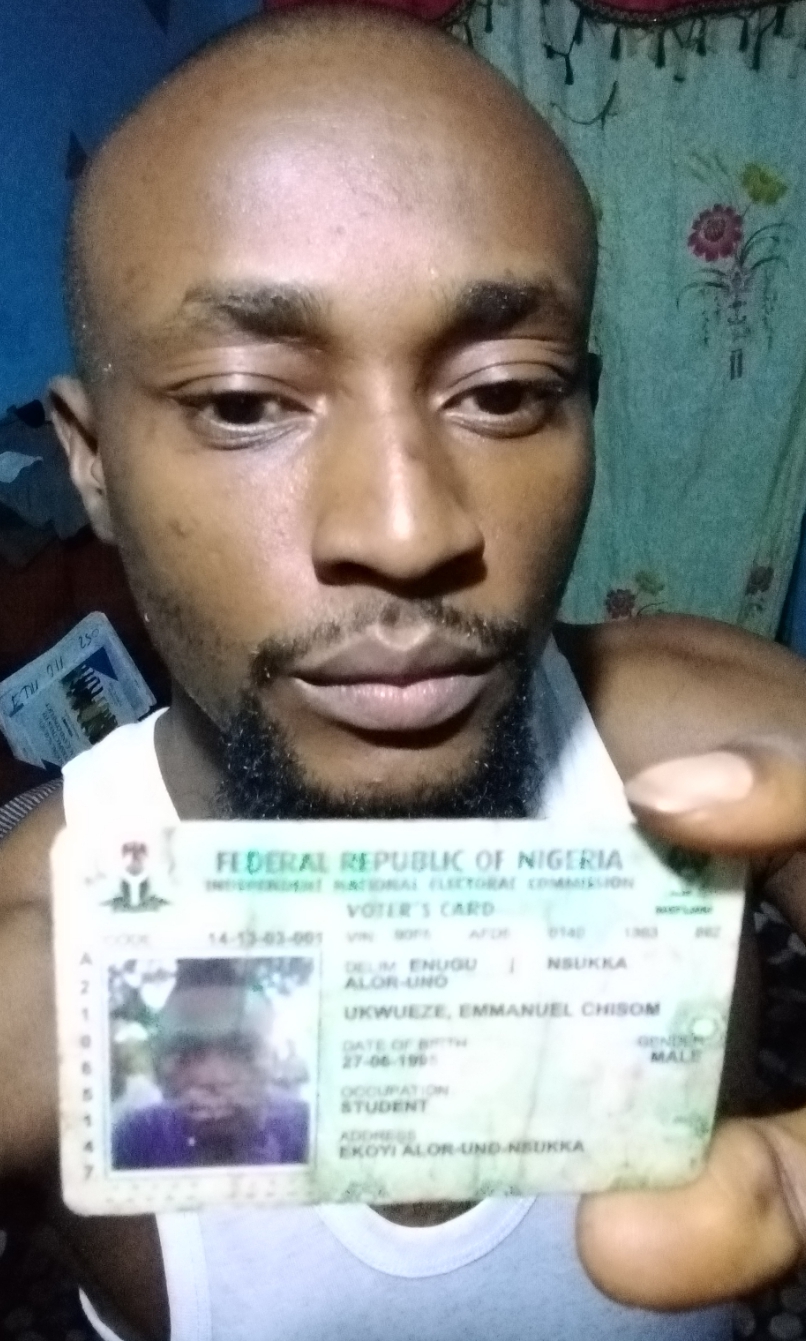 FEDERAL REPUBLIC OF NIGERIA
INDEPENDENT NATIONAL ELECTORAL COMMISSION
VOTER'S CARD
CODE 14-13-03-001 VIN
DELIM ENUGU | NSUKKA
ALOR-UNO
UKWUEZE, EMMANUEL CHISOM
DATE OF BIRTH GENDER
MALE
OCCUPATION
STUDENT
ADDRESS
EKOYI ALOR-UNO-NSUKKA